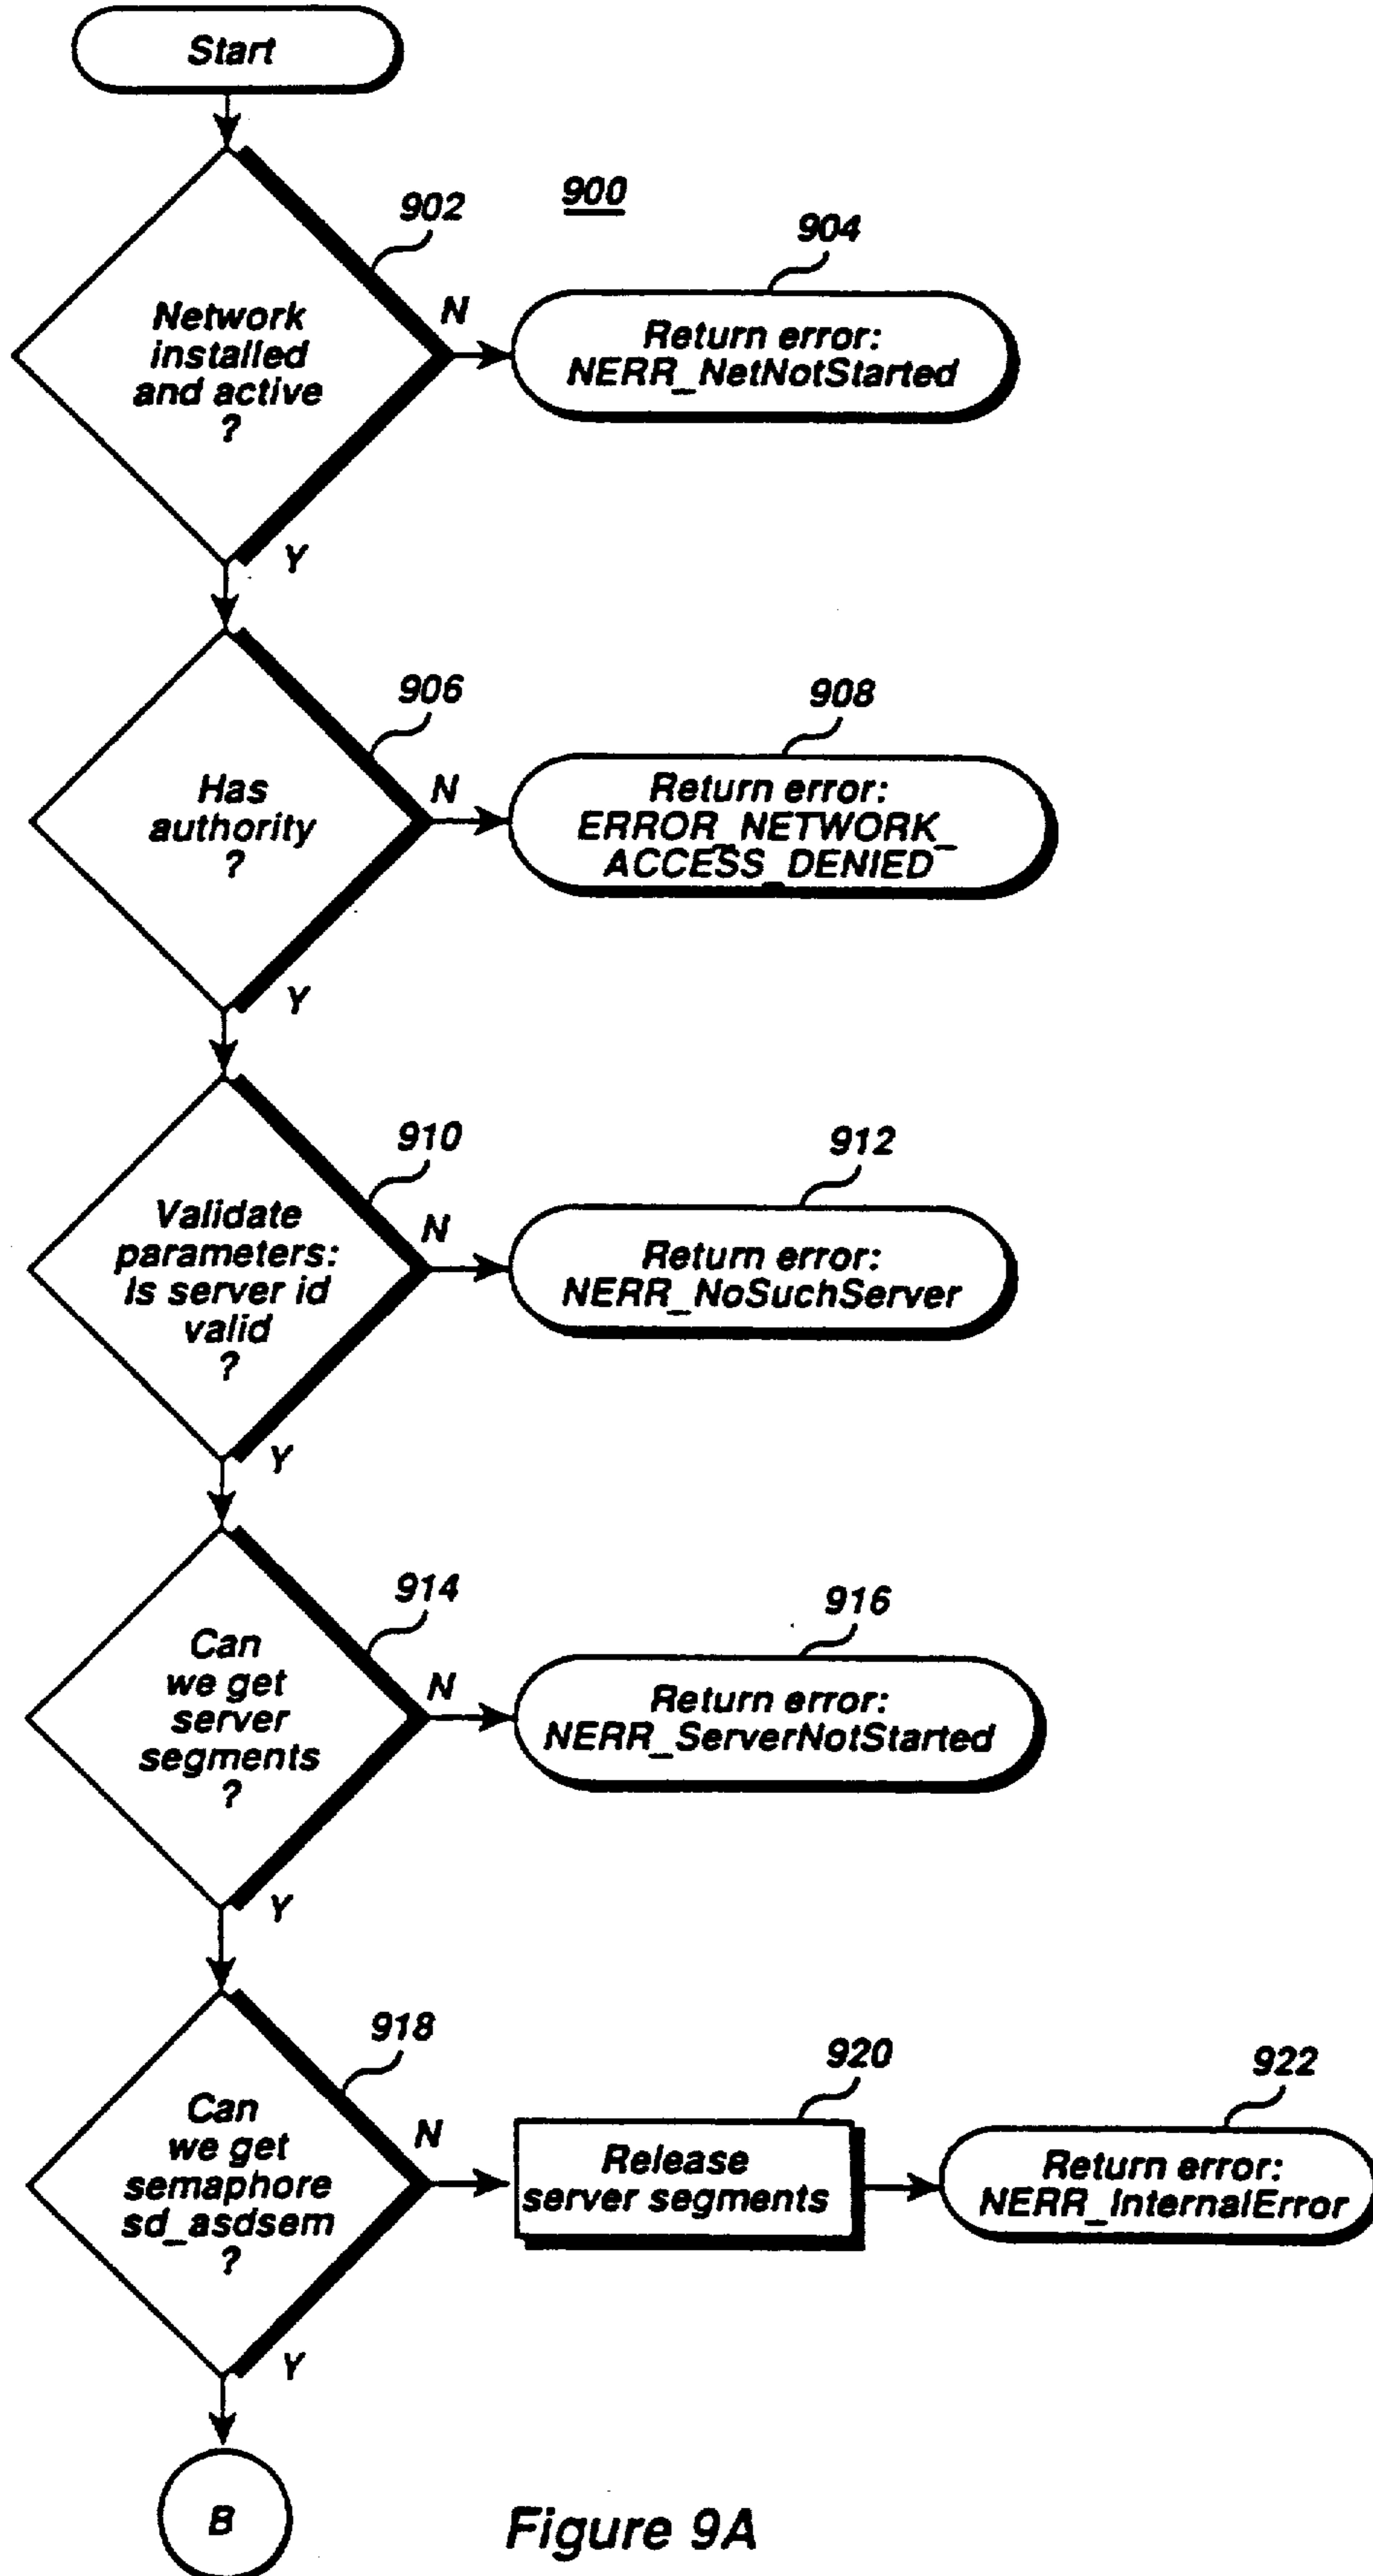 Start
900
902
904
Network
installed
and active
?
N
Return error:
NERR_NetNotStarted
Y
906
908
Has
authority
?
N
Return error:
ERROR_NETWORK_
ACCESS_DENIED
Y
910
912
Validate
parameters:
Is server id
valid
?
N
Return error:
NERR_NoSuchServer
Y
914
916
Can
we get
server
segments
?
N
Return error:
NERR_ServerNotStarted
Y
918
920
922
Can
we get
semaphore
sd_asdsem
?
N
Release
server segments
Return error:
NERR_InternalError
Y
B
Figure 9A